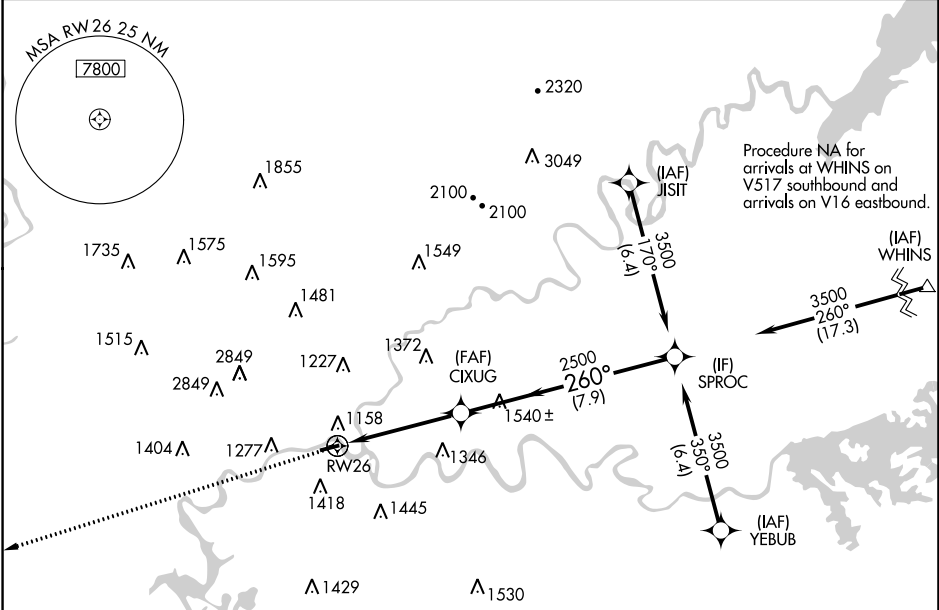 MSA RW26 25 NM
7800
2320
3049
2100
2100
(IAF)
JISIT
Procedure NA for
arrivals at WHINS on
V517 southbound and
arrivals on V16 eastbound.
1855
1735
1575
1595
1549
1481
3500
170°
(6.4)
(IAF)
WHINS
3500
260°
(17.3)
1515
2849
2849
1227
1372
(FAF)
CIXUG
2500
260°
(7.9)
(IF)
SPROC
1540 ±
1158
1404
1277
RW26
1346
3500
350°
(6.4)
1418
1445
(IAF)
YEBUB
1429
1530